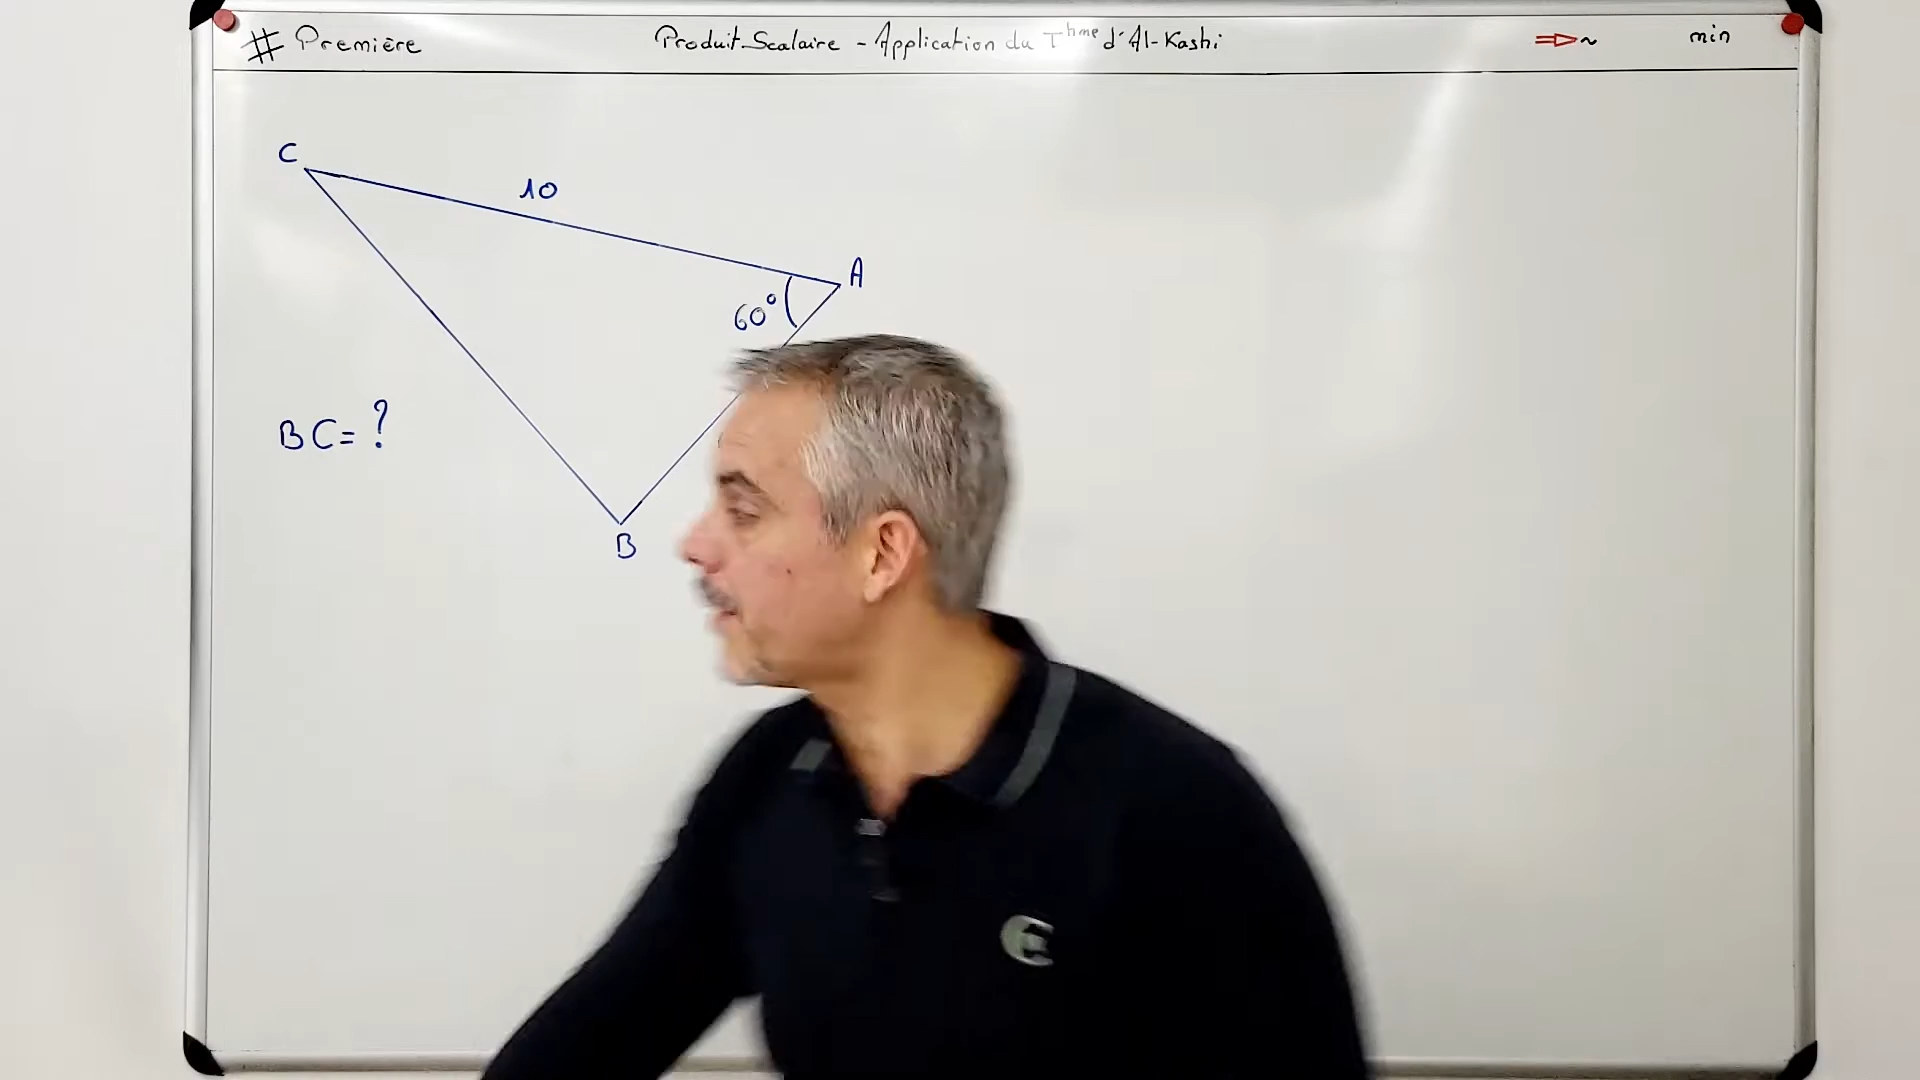 # Première
Produit Scalaire - Application du Thme d'Al-Kashi
⇒ ~ min
C
10
A
60°
BC = ?
B